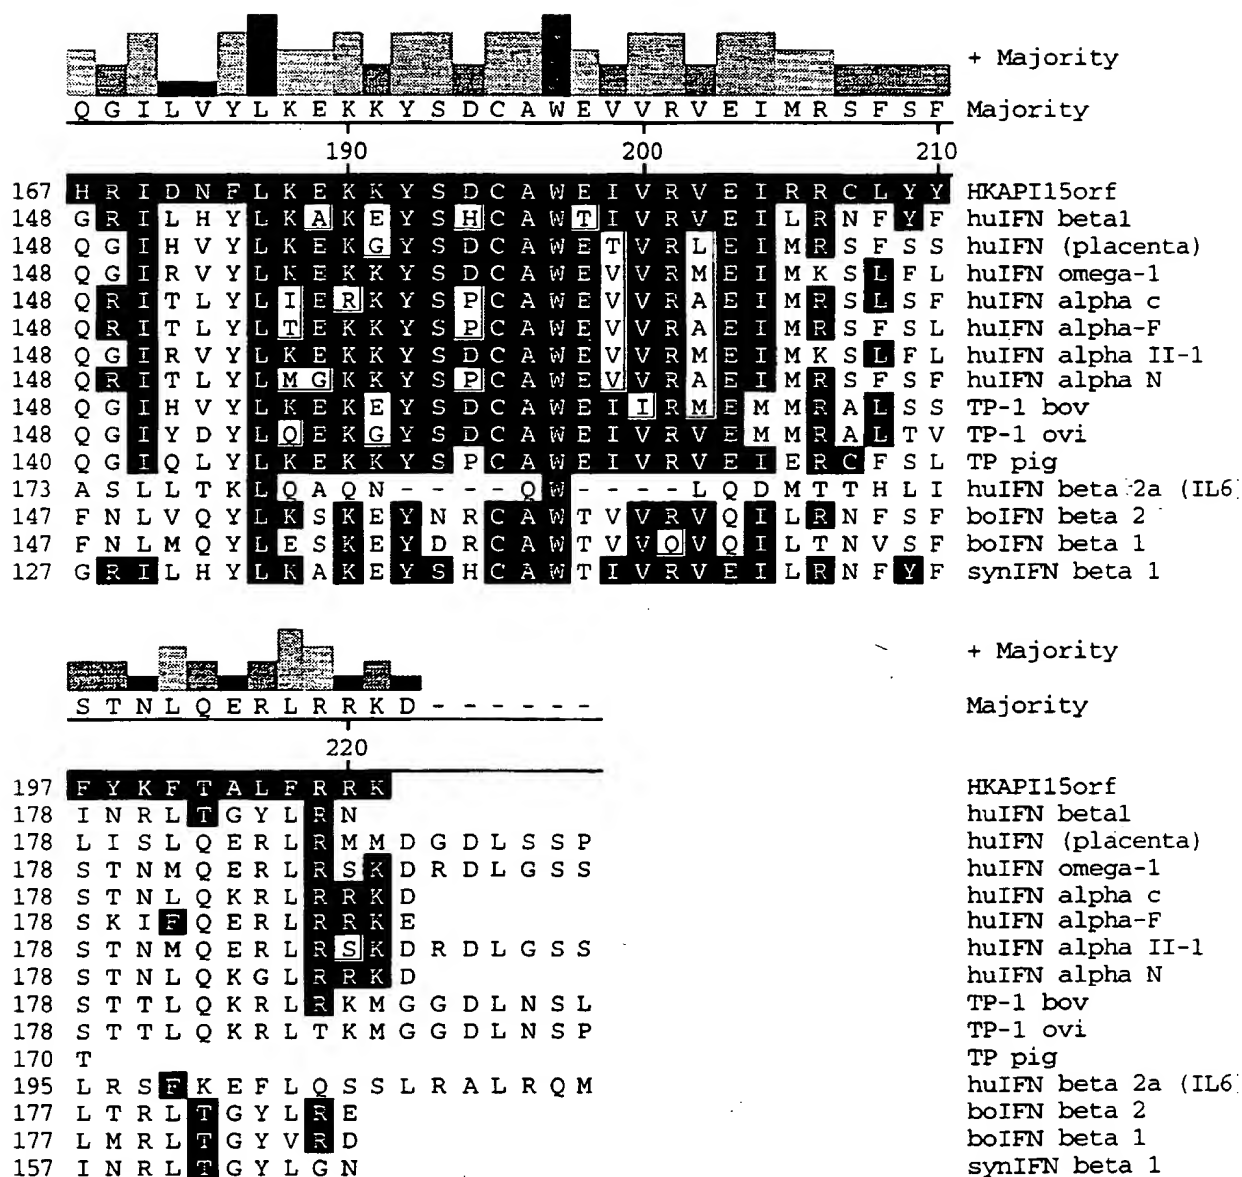 + Majority
Q G I L V Y L K E K K Y S D C A W E V V R V E I M R S F S F Majority
190 200 210
167 H R I D N F L K E K K Y S D C A W E I V R V E I R R C L Y Y HKAPI15orf
148 G R I L H Y L K A K E Y S H C A W T I V R V E I L R N F Y F huIFN beta1
148 Q G I H V Y L K E K G Y S D C A W E T V R L E I M R S F S S huIFN (placenta)
148 Q G I R V Y L K E K K Y S D C A W E V V R M E I M K S L F L huIFN omega-1
148 Q R I T L Y L I E R K Y S P C A W E V V R A E I M R S L S F huIFN alpha c
148 Q R I T L Y L T E K K Y S P C A W E V V R A E I M R S F S L huIFN alpha-F
148 Q G I R V Y L K E K K Y S D C A W E V V R M E I M K S L F L huIFN alpha II-1
148 Q R I T L Y L M G K K Y S P C A W E V V R A E I M R S F S F huIFN alpha N
148 Q G I H V Y L K E K E Y S D C A W E I I R M E M M R A L S S TP-1 bov
148 Q G I Y D Y L Q E K G Y S D C A W E I V R V E M M R A L T V TP-1 ovi
140 Q G I Q L Y L K E K K Y S P C A W E I V R V E I E R C F S L TP pig
173 A S L L T K L Q A Q N - - - - Q W - - - - L Q D M T T H L I huIFN beta 2a (IL6)
147 F N L V Q Y L K S K E Y N R C A W T V V R V Q I L R N F S F boIFN beta 2
147 F N L M Q Y L E S K E Y D R C A W T V V Q V Q I L T N V S F boIFN beta 1
127 G R I L H Y L K A K E Y S H C A W T I V R V E I L R N F Y F synIFN beta 1
+ Majority
S T N L Q E R L R R K D - - - - - - Majority
220
197 F Y K F T A L F R R K HKAPI15orf
178 I N R L T G Y L R N huIFN beta1
178 L I S L Q E R L R M M D G D L S S P huIFN (placenta)
178 S T N M Q E R L R S K D R D L G S S huIFN omega-1
178 S T N L Q K R L R R K D huIFN alpha c
178 S K I F Q E R L R R K E huIFN alpha-F
178 S T N M Q E R L R S K D R D L G S S huIFN alpha II-1
178 S T N L Q K G L R R K D huIFN alpha N
178 S T T L Q K R L R K M G G D L N S L TP-1 bov
178 S T T L Q K R L T K M G G D L N S P TP-1 ovi
170 T TP pig
195 L R S F K E F L Q S S L R A L R Q M huIFN beta 2a (IL6)
177 L T R L T G Y L R E boIFN beta 2
177 L M R L T G Y V R D boIFN beta 1
157 I N R L T G Y L G N synIFN beta 1